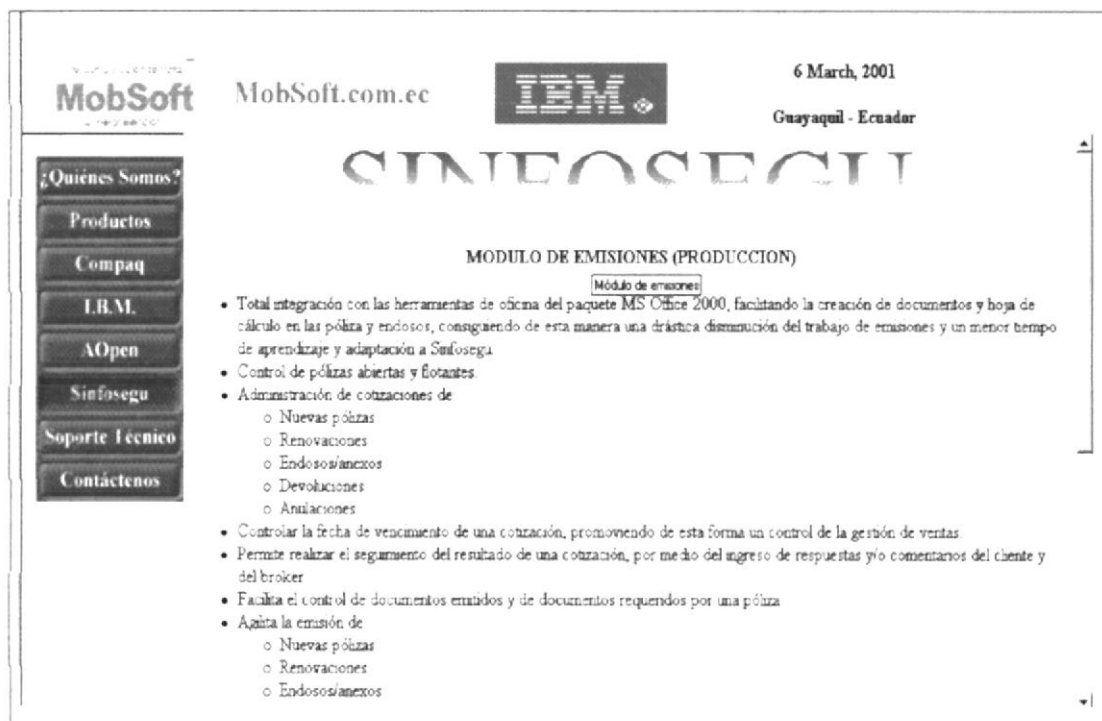 MobSoft
MobSoft.com.ec
IBM®
6 March, 2001
Guayaquil - Ecuador
SINFOSEGU
¿Quiénes Somos?
Productos
Compaq
I.B.M.
AOpen
Sinfosegu
Soporte Técnico
Contáctenos
MODULO DE EMISIONES (PRODUCCION)
Módulo de emisiones
• Total integración con las herramientas de oficina del paquete MS Office 2000, facilitando la creación de documentos y hoja de
cálculo en las póliza y endosos, consiguiendo de esta manera una drástica disminución del trabajo de emisiones y un menor tiempo
de aprendizaje y adaptación a Sinfosegu
• Control de pólizas abiertas y flotantes.
• Administración de cotizaciones de
○ Nuevas pólizas
○ Renovaciones
○ Endosos/anexos
○ Devoluciones
○ Anulaciones
• Controlar la fecha de vencimiento de una cotización, promoviendo de esta forma un control de la gestión de ventas.
• Permite realizar el seguimiento del resultado de una cotización, por medio del ingreso de respuestas y/o comentarios del cliente y
del broker
• Facilita el control de documentos emitidos y de documentos requeridos por una póliza
• Agilita la emisión de
○ Nuevas pólizas
○ Renovaciones
○ Endosos/anexos